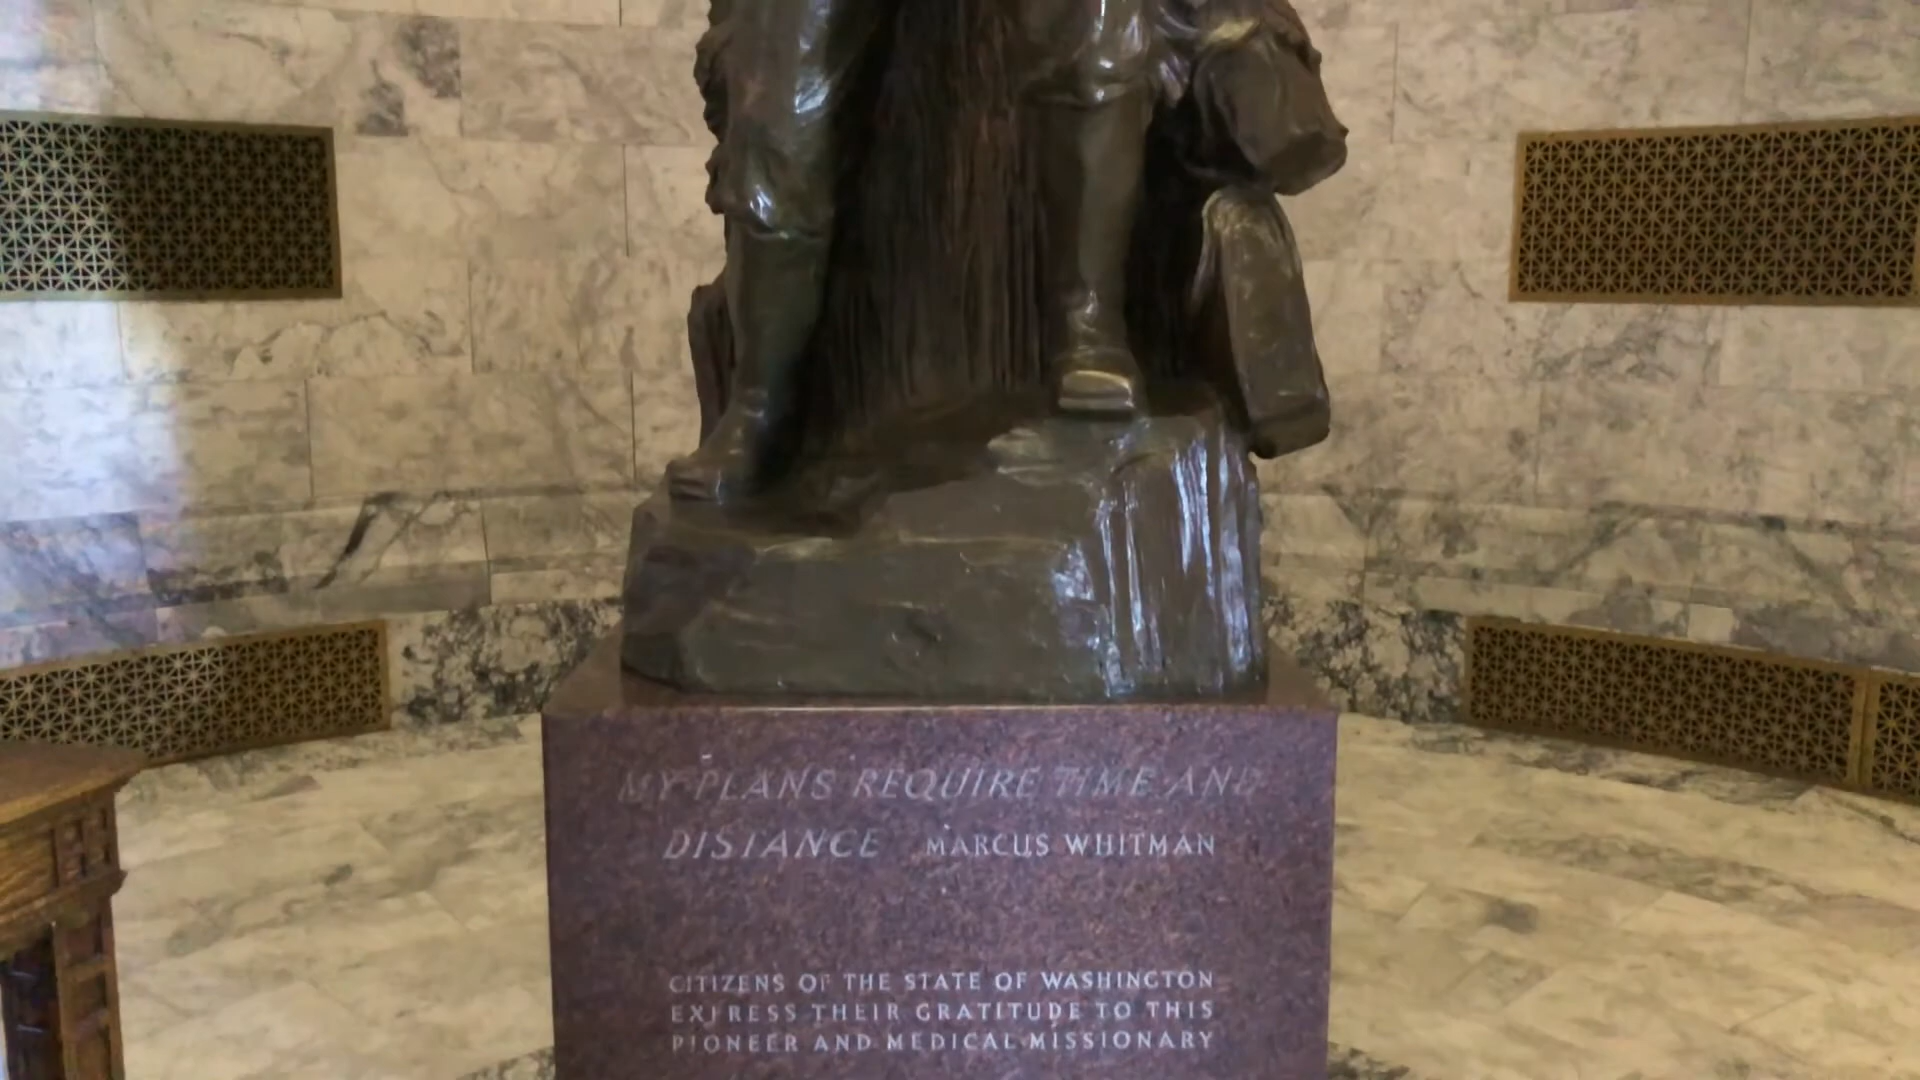 MY PLANS REQUIRE TIME AND
DISTANCE MARCUS WHITMAN
CITIZENS OF THE STATE OF WASHINGTON
EXPRESS THEIR GRATITUDE TO THIS
PIONEER AND MEDICAL MISSIONARY